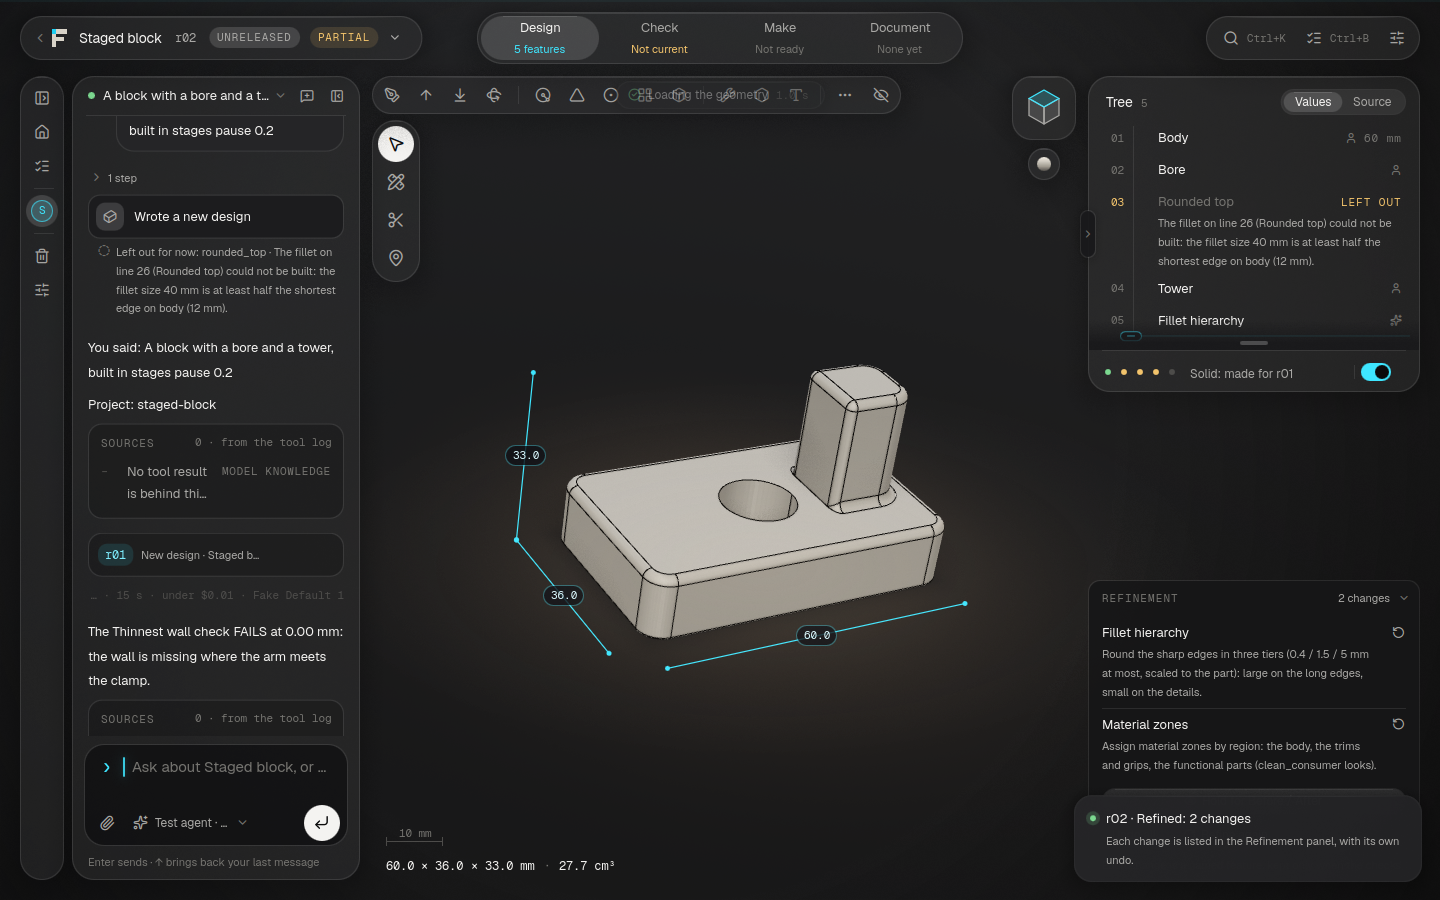 Staged block r02 UNRELEASED PARTIAL
Design
5 features
Check
Not current
Make
Not ready
Document
None yet
Ctrl+K
Ctrl+B
S
A block with a bore and a t...
built in stages pause 0.2
1 step
Wrote a new design
Left out for now: rounded_top · The fillet on
line 26 (Rounded top) could not be built: the
fillet size 40 mm is at least half the shortest
edge on body (12 mm).
You said: A block with a bore and a tower,
built in stages pause 0.2
Project: staged-block
SOURCES 0 · from the tool log
– No tool result MODEL KNOWLEDGE
is behind thi...
r01 New design · Staged b...
… · 15 s · under $0.01 · Fake Default 1
The Thinnest wall check FAILS at 0.00 mm:
the wall is missing where the arm meets
the clamp.
SOURCES 0 · from the tool log
Ask about Staged block, or ...
Test agent · ...
Enter sends · ↑ brings back your last message
Loading the geometry
33.0
36.0
60.0
10 mm
60.0 × 36.0 × 33.0 mm · 27.7 cm³
Tree 5
Values
Source
01 Body 60 mm
02 Bore
03 Rounded top LEFT OUT
The fillet on line 26 (Rounded top) could not be
built: the fillet size 40 mm is at least half the
shortest edge on body (12 mm).
04 Tower
05 Fillet hierarchy
Solid: made for r01
REFINEMENT 2 changes
Fillet hierarchy
Round the sharp edges in three tiers (0.4 / 1.5 / 5 mm
at most, scaled to the part): large on the long edges,
small on the details.
Material zones
Assign material zones by region: the body, the trims
and grips, the functional parts (clean_consumer looks).
r02 · Refined: 2 changes
Each change is listed in the Refinement panel, with its own
undo.